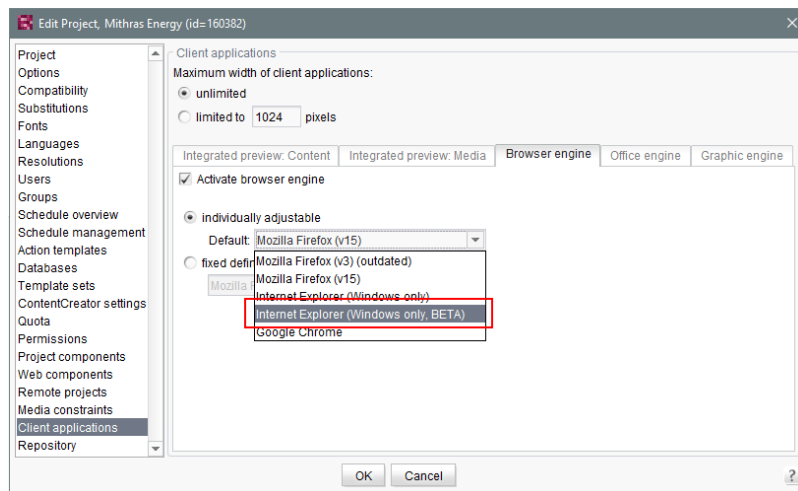 Edit Project, Mithras Energy (id=160382)
Project
Options
Compatibility
Substitutions
Fonts
Languages
Resolutions
Users
Groups
Schedule overview
Schedule management
Action templates
Databases
Template sets
ContentCreator settings
Quota
Permissions
Project components
Web components
Remote projects
Media constraints
Client applications
Repository
Client applications
Maximum width of client applications:
unlimited
limited to 1024 pixels
Integrated preview: Content Integrated preview: Media Browser engine Office engine Graphic engine
Activate browser engine
individually adjustable
Default: Mozilla Firefox (v15)
Mozilla Firefox (v3) (outdated)
fixed defin
Mozilla Firefox (v15)
Mozilla
Internet Explorer (Windows only)
Internet Explorer (Windows only, BETA)
Google Chrome
OK Cancel ?